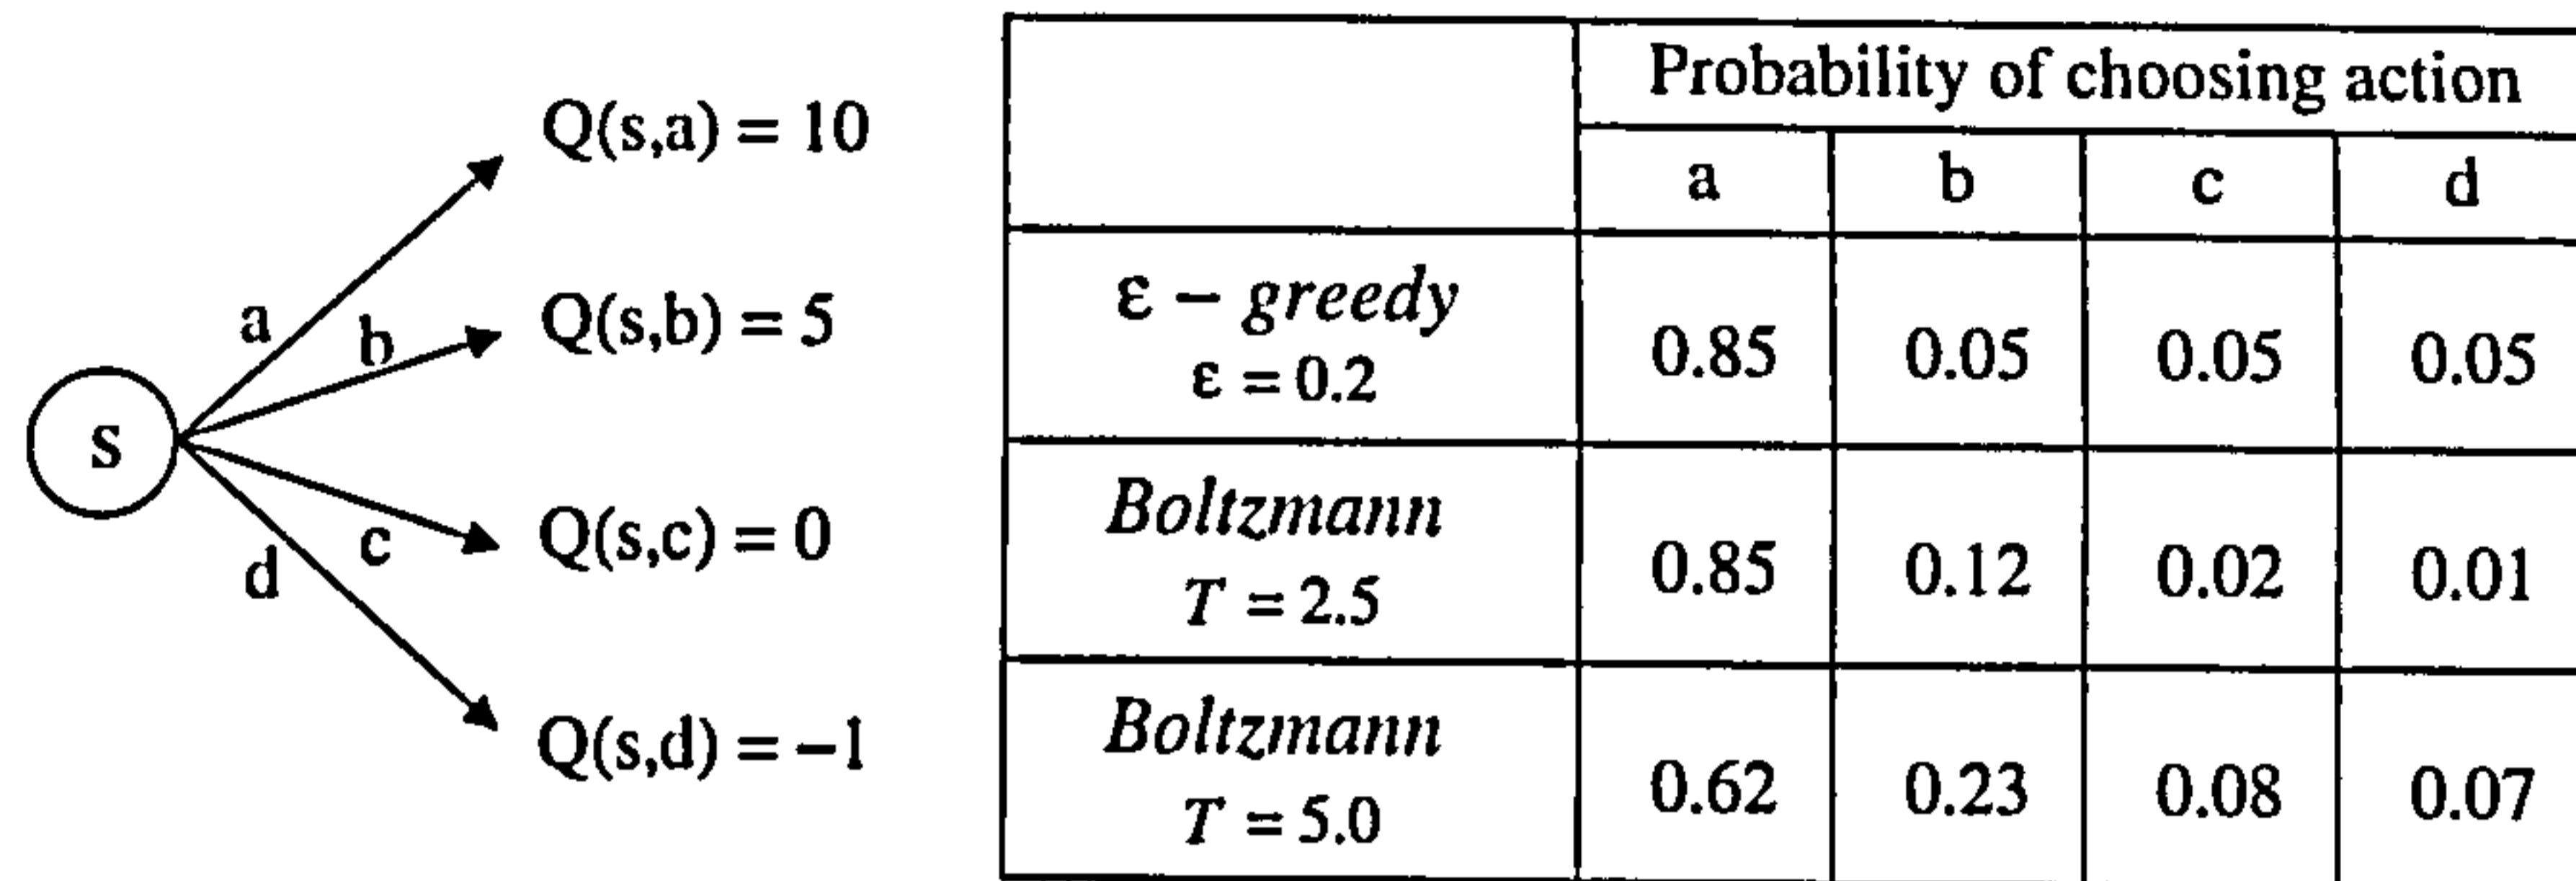 Q(s,a) = 10
a
b
Q(s,b) = 5
s
c
Q(s,c) = 0
d
Q(s,d) = −1
Probability of choosing action
a b c d
ε − greedy
ε = 0.2
0.85 0.05 0.05 0.05
Boltzmann
T = 2.5
0.85 0.12 0.02 0.01
Boltzmann
T = 5.0
0.62 0.23 0.08 0.07